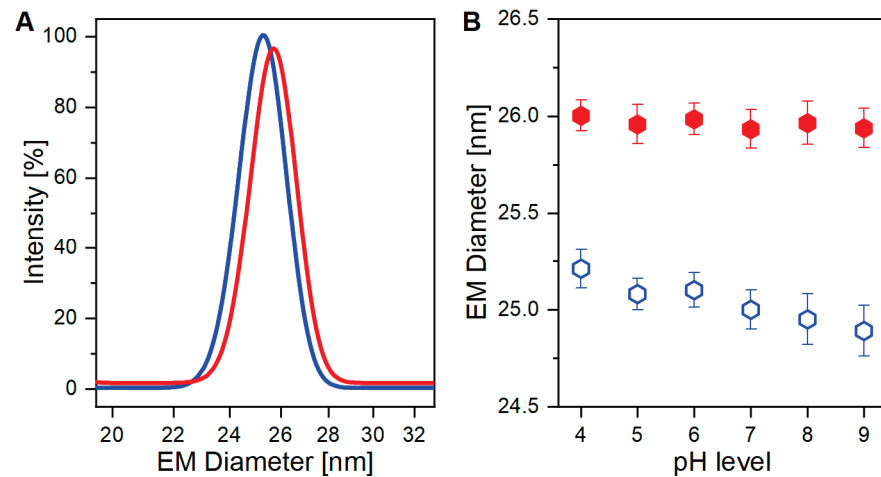 A
Intensity [%]
100
80
60
40
20
0
20 22 24 26 28 30 32
EM Diameter [nm]
B
EM Diameter [nm]
26.5
26.0
25.5
25.0
24.5
4 5 6 7 8 9
pH level